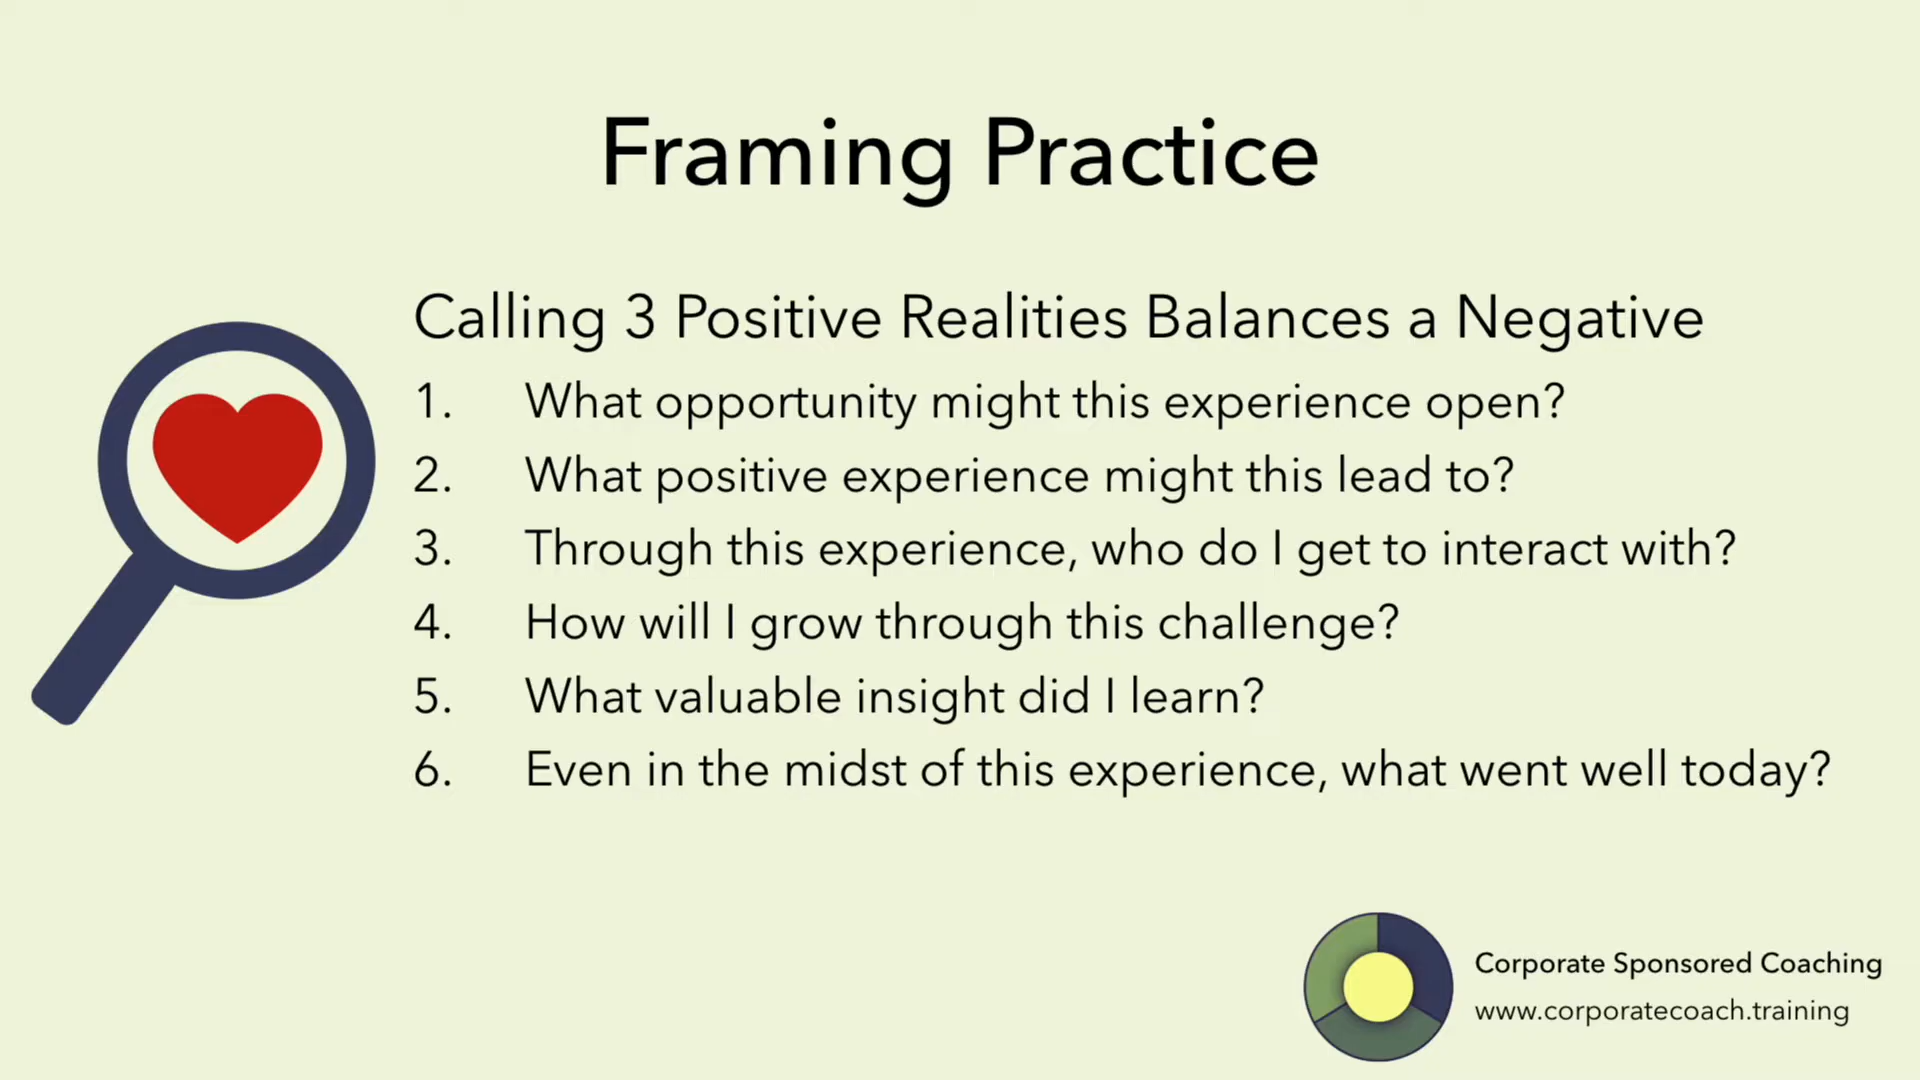 Framing Practice
Calling 3 Positive Realities Balances a Negative
1. What opportunity might this experience open?
2. What positive experience might this lead to?
3. Through this experience, who do I get to interact with?
4. How will I grow through this challenge?
5. What valuable insight did I learn?
6. Even in the midst of this experience, what went well today?
Corporate Sponsored Coaching
www.corporatecoach.training